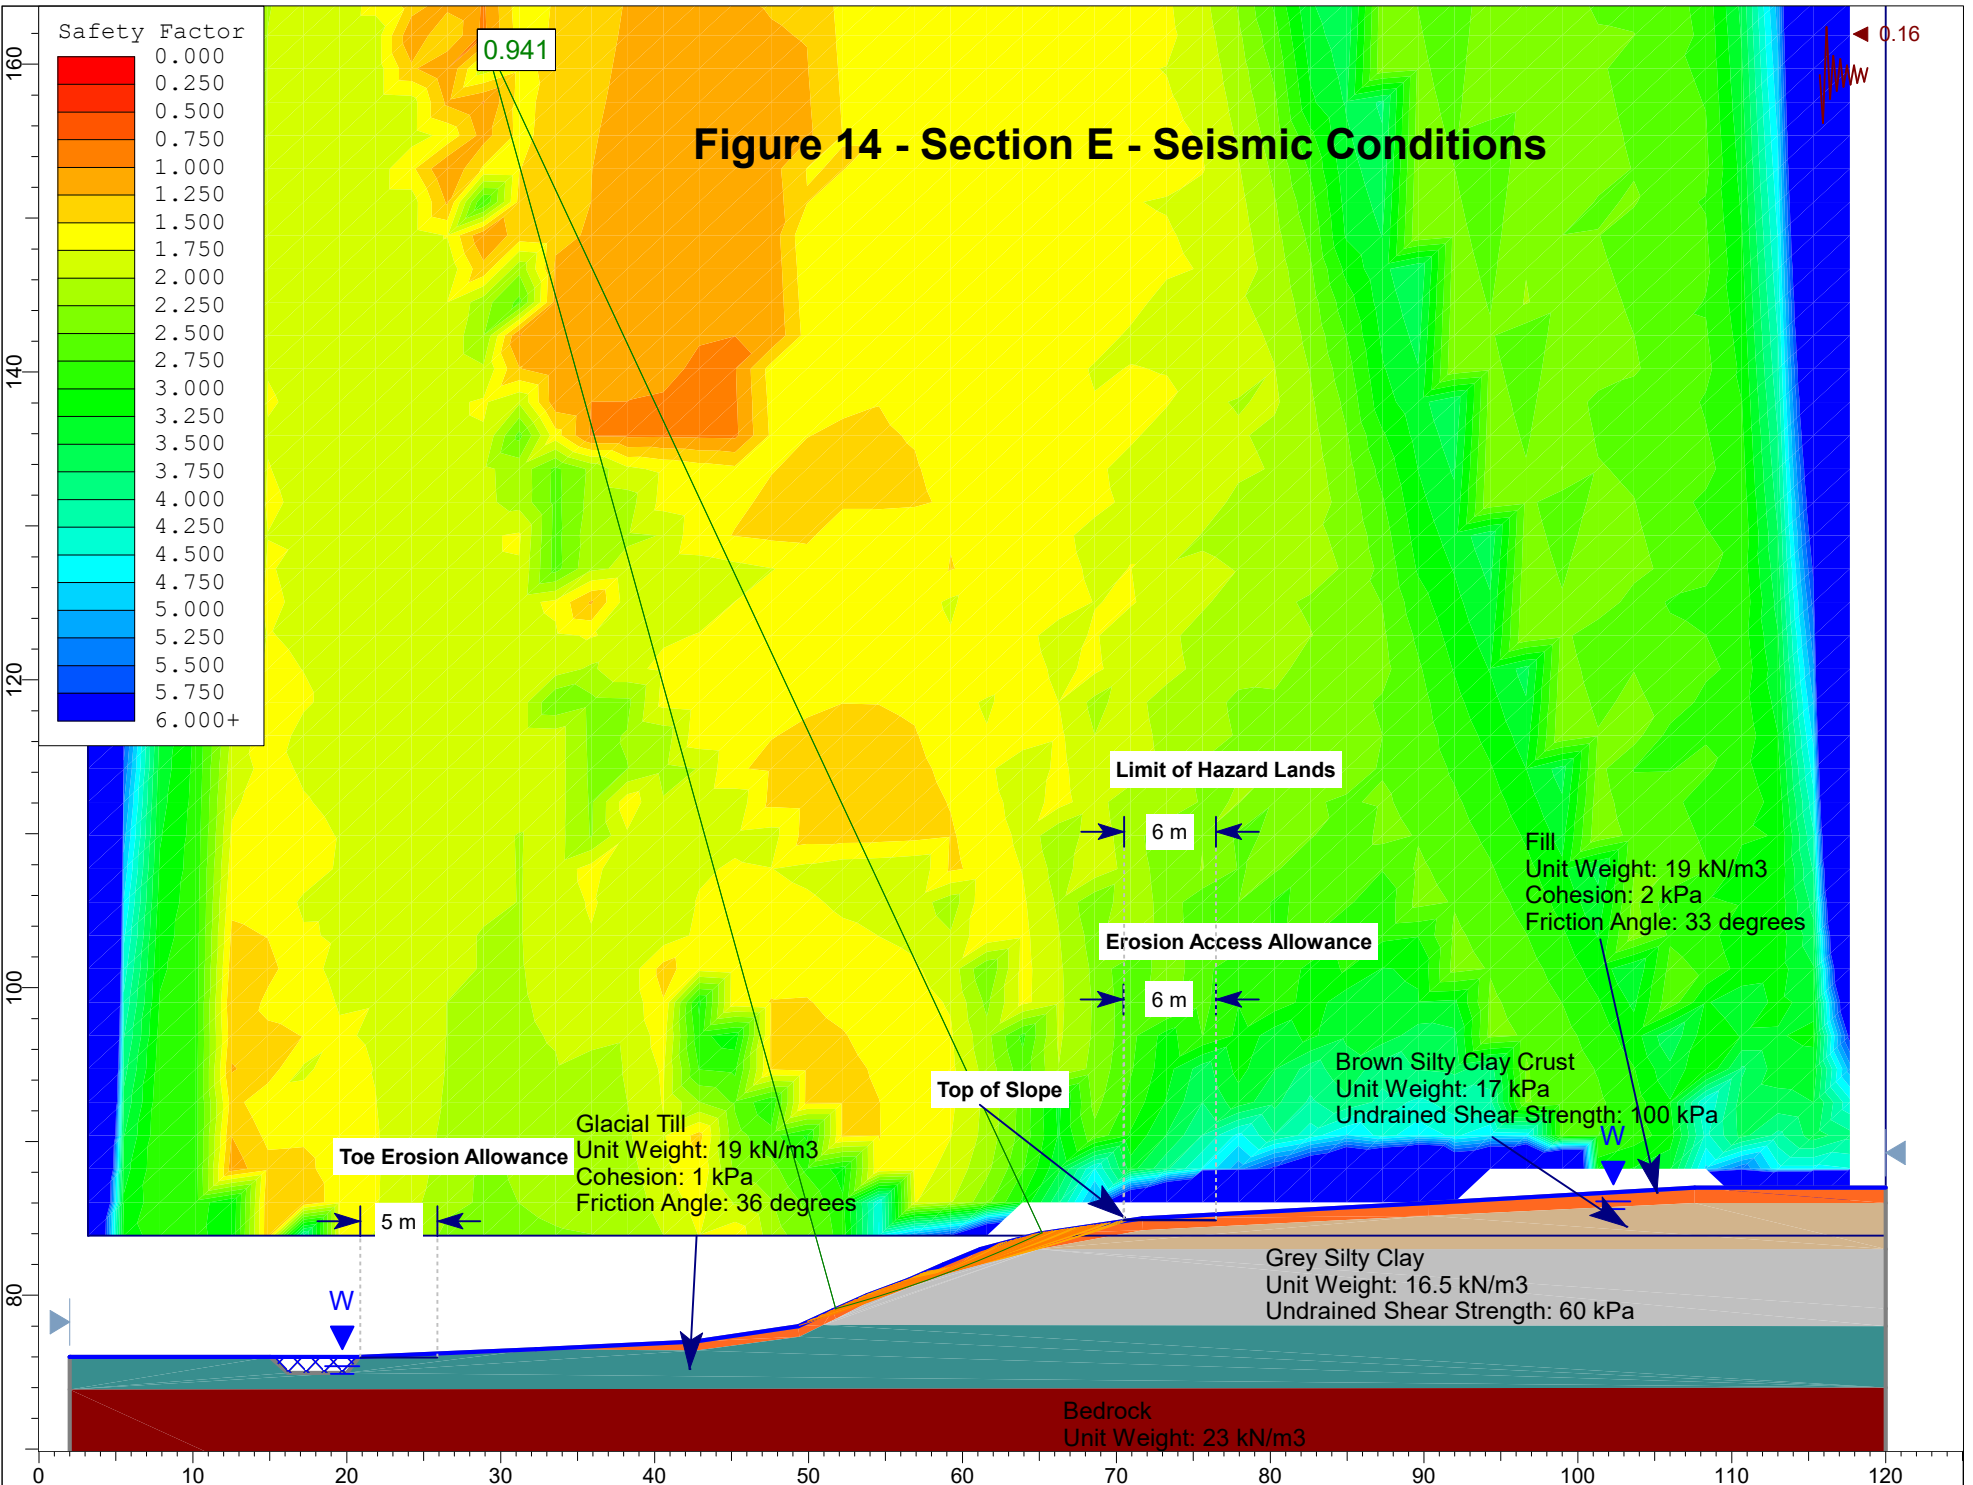 Safety Factor
0.000
0.250
0.500
0.750
1.000
1.250
1.500
1.750
2.000
2.250
2.500
2.750
3.000
3.250
3.500
3.750
4.000
4.250
4.500
4.750
5.000
5.250
5.500
5.750
6.000+
0.941
0.16
Figure 14 - Section E - Seismic Conditions
Limit of Hazard Lands
6 m
Fill
Unit Weight: 19 kN/m3
Cohesion: 2 kPa
Friction Angle: 33 degrees
Erosion Access Allowance
6 m
Brown Silty Clay Crust
Unit Weight: 17 kPa
Undrained Shear Strength: 100 kPa
W
Top of Slope
Glacial Till
Unit Weight: 19 kN/m3
Cohesion: 1 kPa
Friction Angle: 36 degrees
Toe Erosion Allowance
5 m
W
Grey Silty Clay
Unit Weight: 16.5 kN/m3
Undrained Shear Strength: 60 kPa
Bedrock
Unit Weight: 23 kN/m3
160
140
120
100
80
0 10 20 30 40 50 60 70 80 90 100 110 120